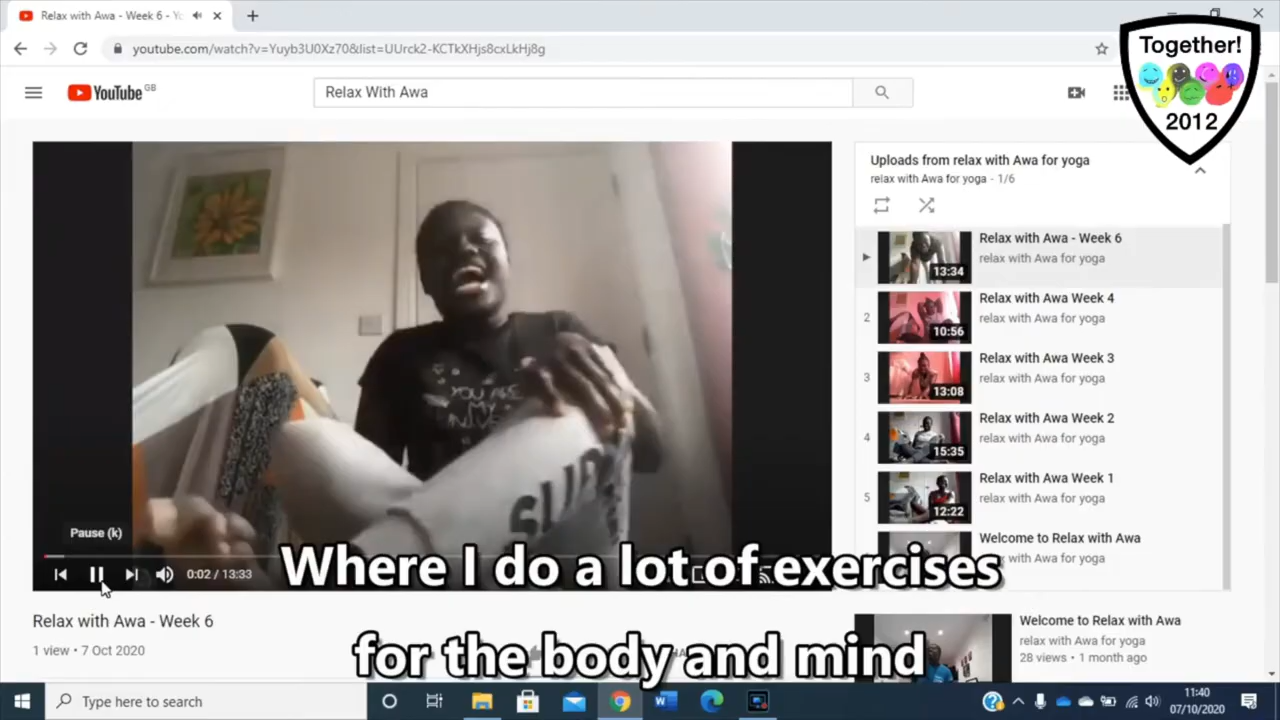 Relax with Awa - Week 6 - Yo
youtube.com/watch?v=Yuyb3U0Xz70&list=UUrck2-KCTkXHjs8cxLkHj8g
Together!
2012
YouTube GB
Relax With Awa
Uploads from relax with Awa for yoga
relax with Awa for yoga - 1/6
Relax with Awa - Week 6
relax with Awa for yoga
13:34
2
Relax with Awa Week 4
relax with Awa for yoga
10:56
3
Relax with Awa Week 3
relax with Awa for yoga
13:08
4
Relax with Awa Week 2
relax with Awa for yoga
15:35
5
Relax with Awa Week 1
relax with Awa for yoga
12:22
Welcome to Relax with Awa
relax with Awa for yoga
YOU ARE
MY
Pause (k)
0:02 / 13:33
Where I do a lot of exercises
for the body and mind
Relax with Awa - Week 6
1 view • 7 Oct 2020
Welcome to Relax with Awa
relax with Awa for yoga
28 views • 1 month ago
Type here to search
11:40
07/10/2020